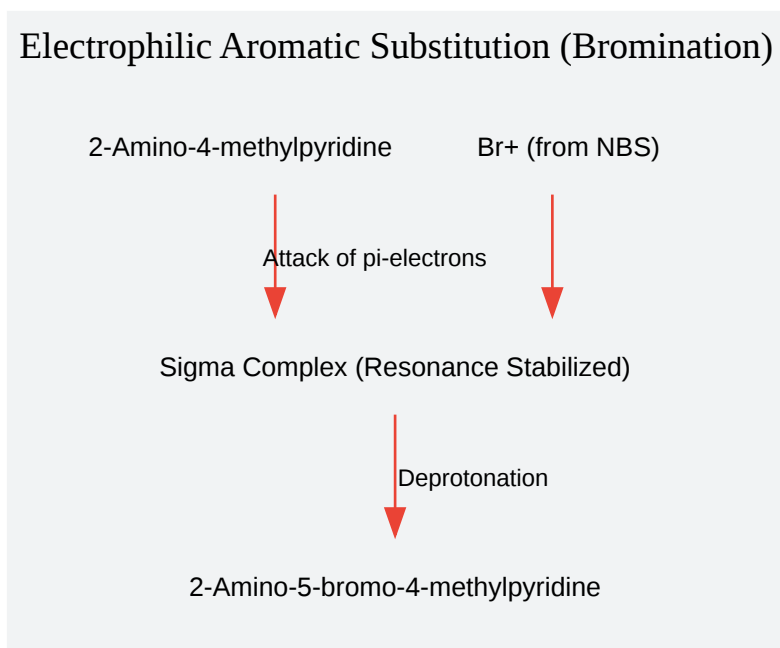 Electrophilic Aromatic Substitution (Bromination)
2-Amino-4-methylpyridine
Br+ (from NBS)
Attack of pi-electrons
Sigma Complex (Resonance Stabilized)
Deprotonation
2-Amino-5-bromo-4-methylpyridine